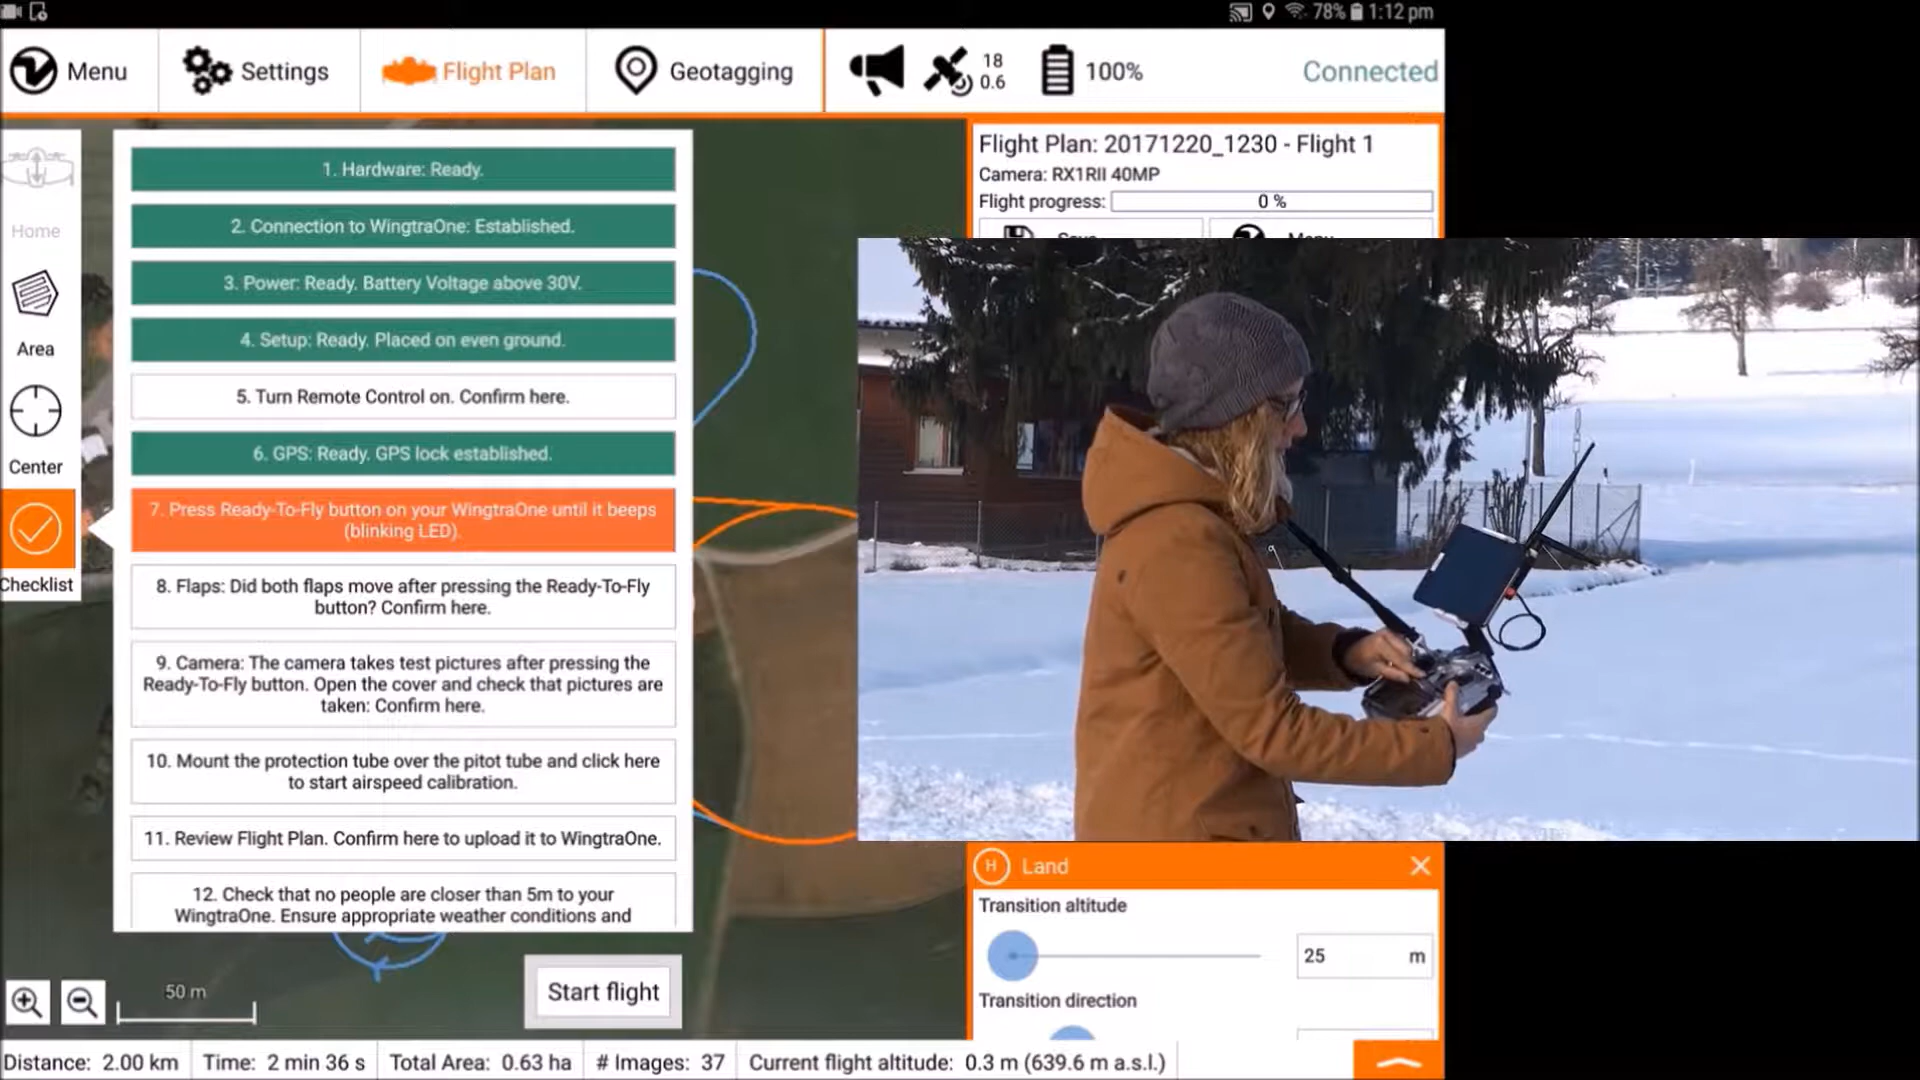 78% 1:12 pm
Menu
Settings
Flight Plan
Geotagging
18
0.6
100%
Connected
Home
Area
Center
Checklist
1. Hardware: Ready.
2. Connection to WingtraOne: Established.
3. Power: Ready. Battery Voltage above 30V.
4. Setup: Ready. Placed on even ground.
5. Turn Remote Control on. Confirm here.
6. GPS: Ready. GPS lock established.
7. Press Ready-To-Fly button on your WingtraOne until it beeps
(blinking LED).
8. Flaps: Did both flaps move after pressing the Ready-To-Fly
button? Confirm here.
9. Camera: The camera takes test pictures after pressing the
Ready-To-Fly button. Open the cover and check that pictures are
taken: Confirm here.
10. Mount the protection tube over the pitot tube and click here
to start airspeed calibration.
11. Review Flight Plan. Confirm here to upload it to WingtraOne.
12. Check that no people are closer than 5m to your
WingtraOne. Ensure appropriate weather conditions and
Start flight
50 m
Flight Plan: 20171220_1230 - Flight 1
Camera: RX1RII 40MP
Flight progress: 0 %
Save
Menu
H Land
Transition altitude
25 m
Transition direction
Distance: 2.00 km
Time: 2 min 36 s
Total Area: 0.63 ha
# Images: 37
Current flight altitude: 0.3 m (639.6 m a.s.l.)